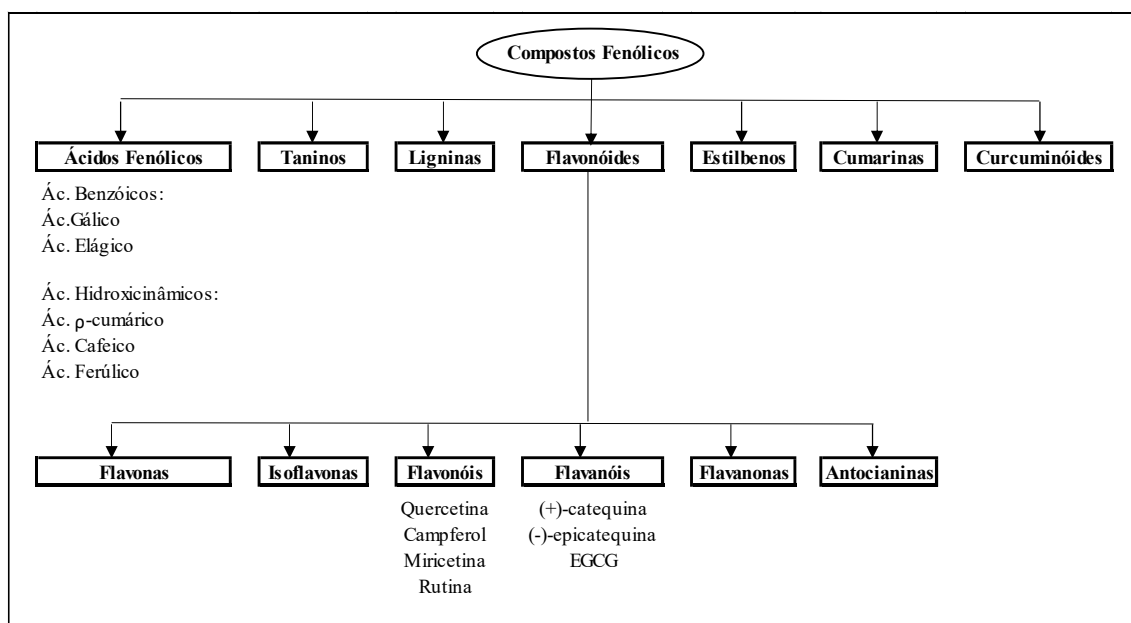 Compostos Fenólicos
Ácidos Fenólicos
Taninos
Ligninas
Flavonóides
Estilbenos
Cumarinas
Curcuminóides
Ác. Benzóicos:
Ác.Gálico
Ác. Elágico
Ác. Hidroxicinâmicos:
Ác. ρ-cumárico
Ác. Cafeico
Ác. Ferúlico
Flavonas
Isoflavonas
Flavonóis
Flavanóis
Flavanonas
Antocianinas
Quercetina
Campferol
Miricetina
Rutina
(+)-catequina
(-)-epicatequina
EGCG